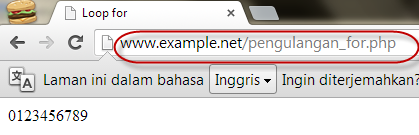 Loop for
www.example.net/pengulangan_for.php
Laman ini dalam bahasa Inggris Ingin diterjemahkan?
0123456789